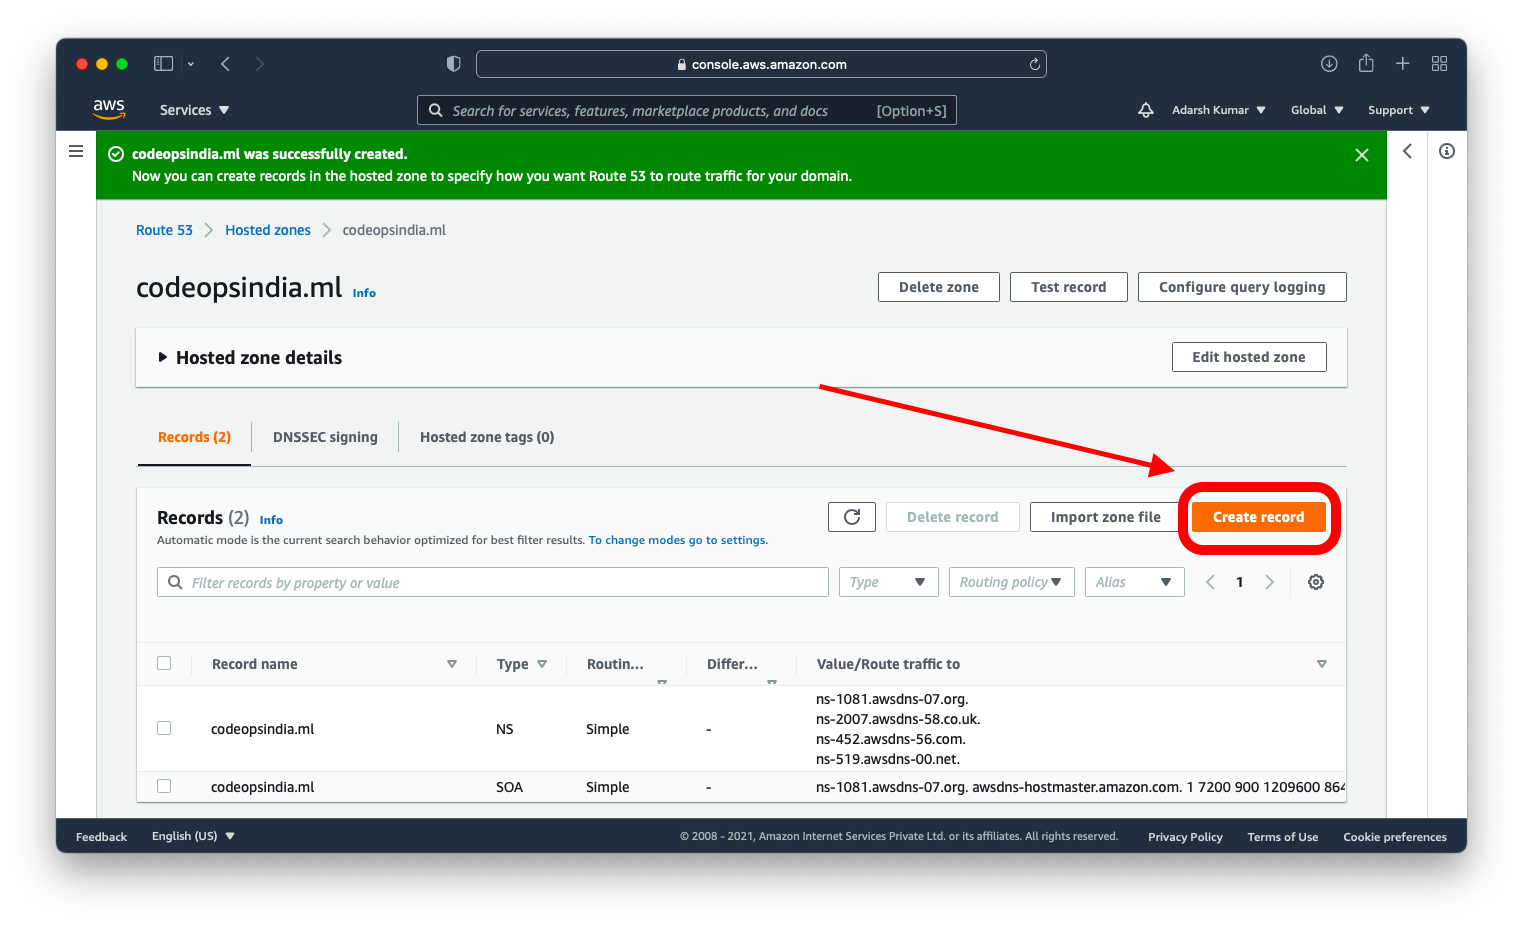 console.aws.amazon.com
aws
Services
Search for services, features, marketplace products, and docs
[Option+S]
Adarsh Kumar
Global
Support
codeopsindia.ml was successfully created.
Now you can create records in the hosted zone to specify how you want Route 53 to route traffic for your domain.
Route 53
Hosted zones
codeopsindia.ml
codeopsindia.ml Info
Delete zone
Test record
Configure query logging
Hosted zone details
Edit hosted zone
Records (2)
DNSSEC signing
Hosted zone tags (0)
Records (2) Info
Automatic mode is the current search behavior optimized for best filter results. To change modes go to settings.
Delete record
Import zone file
Create record
Filter records by property or value
Type
Routing policy
Alias
1
Record name
Type
Routin...
Differ...
Value/Route traffic to
codeopsindia.ml
NS
Simple
-
ns-1081.awsdns-07.org.
ns-2007.awsdns-58.co.uk.
ns-452.awsdns-56.com.
ns-519.awsdns-00.net.
codeopsindia.ml
SOA
Simple
-
ns-1081.awsdns-07.org. awsdns-hostmaster.amazon.com. 1 7200 900 1209600 864
Feedback
English (US)
© 2008 - 2021, Amazon Internet Services Private Ltd. or its affiliates. All rights reserved.
Privacy Policy
Terms of Use
Cookie preferences